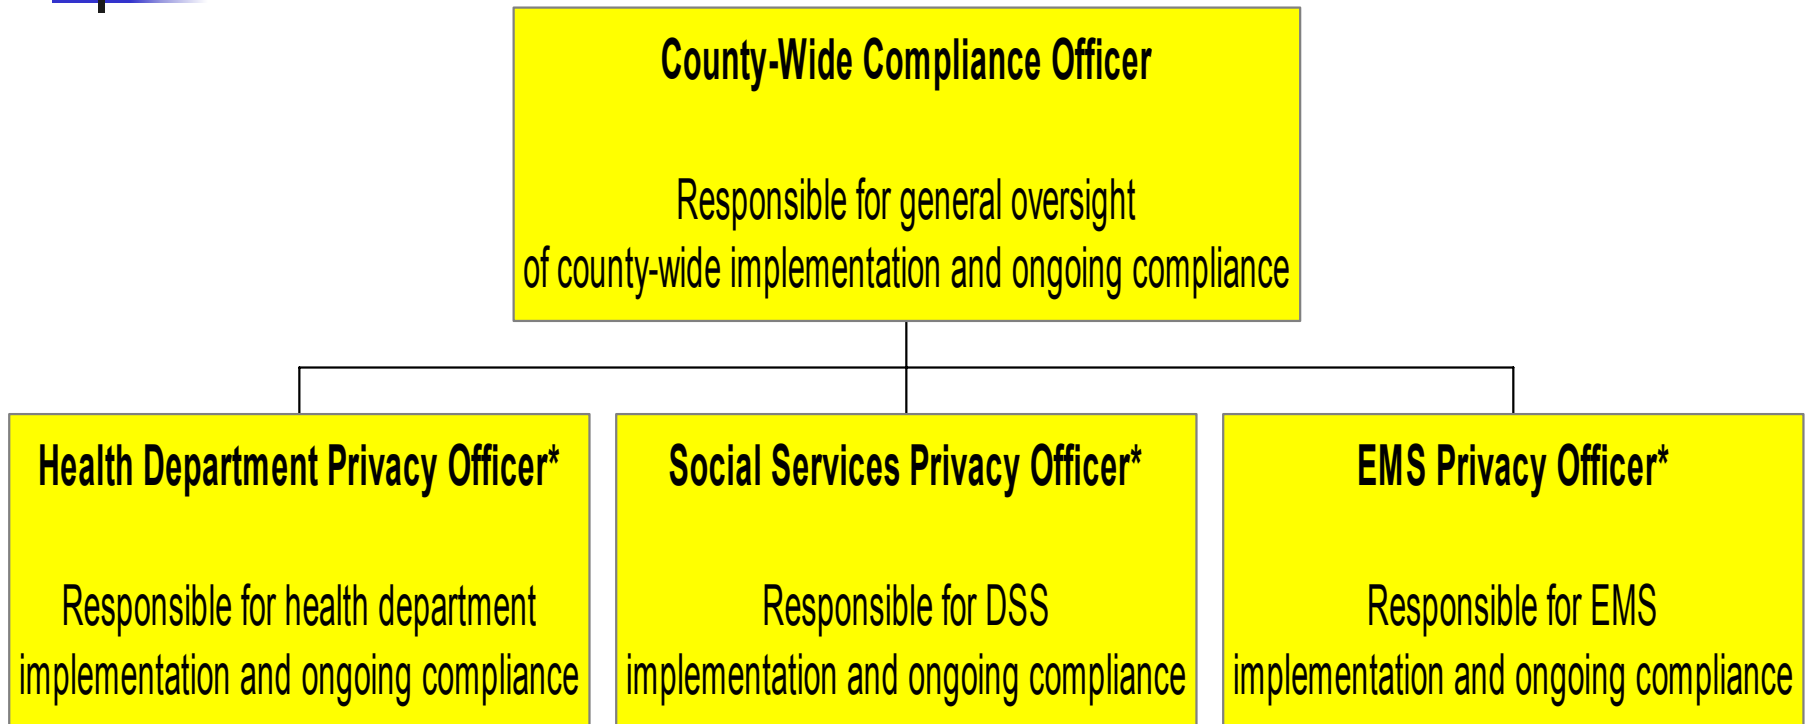 County-Wide Compliance Officer
Responsible for general oversight
of county-wide implementation and ongoing compliance
Health Department Privacy Officer*
Responsible for health department
implementation and ongoing compliance
Social Services Privacy Officer*
Responsible for DSS
implementation and ongoing compliance
EMS Privacy Officer*
Responsible for EMS
implementation and ongoing compliance